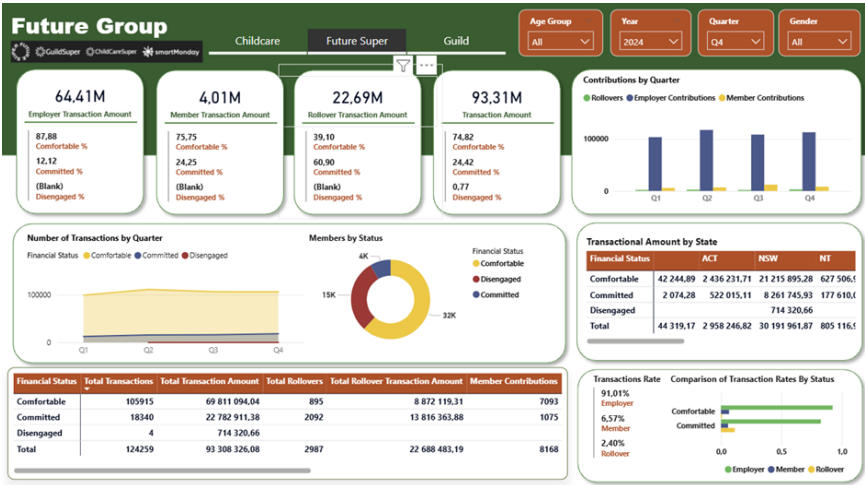 Future Group
GuildSuper ChildCareSuper smartMonday
Childcare Future Super Guild
Age Group
All
Year
2024
Quarter
Q4
Gender
All
64,41M
Employer Transaction Amount
87,88
Comfortable %
12,12
Committed %
(Blank)
Disengaged %
4,01M
Member Transaction Amount
75,75
Comfortable %
24,25
Committed %
(Blank)
Disengaged %
22,69M
Rollover Transaction Amount
39,10
Comfortable %
60,90
Committed %
(Blank)
Disengaged %
93,31M
Transaction Amount
74,82
Comfortable %
24,42
Committed %
0,77
Disengaged %
Contributions by Quarter
Rollovers Employer Contributions Member Contributions
100000
0
Q1 Q2 Q3 Q4
Number of Transactions by Quarter
Financial Status Comfortable Committed Disengaged
100000
0
Q1 Q2 Q3 Q4
Members by Status
4K
15K
32K
Financial Status
Comfortable
Disengaged
Committed
Transactional Amount by State
Financial Status ACT NSW NT
Comfortable 42 244,89 2 436 231,71 21 215 895,28 627 506,9
Committed 2 074,28 522 015,11 8 261 745,93 177 610,0
Disengaged 714 320,66
Total 44 319,17 2 958 246,82 30 191 961,87 805 116,9
Financial Status Total Transactions Total Transaction Amount Total Rollovers Total Rollover Transaction Amount Member Contributions
Comfortable 105915 69 811 094,04 895 8 872 119,31 7093
Committed 18340 22 782 911,38 2092 13 816 363,88 1075
Disengaged 4 714 320,66
Total 124259 93 308 326,08 2987 22 688 483,19 8168
Transactions Rate
91,01%
Employer
6,57%
Member
2,40%
Rollover
Comparison of Transaction Rates By Status
Comfortable
Committed
0,0 0,5 1,0
Employer Member Rollover